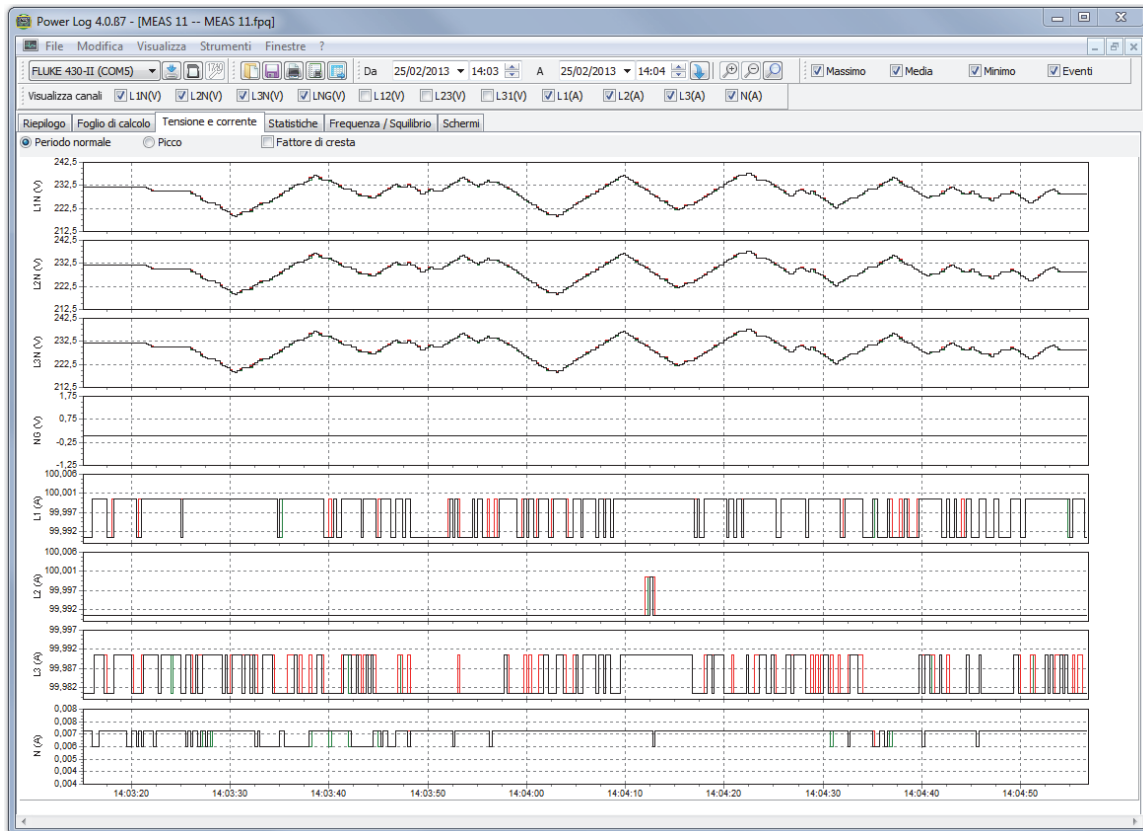 Power Log 4.0.87 - [MEAS 11 -- MEAS 11.fpq]
File Modifica Visualizza Strumenti Finestre ?
FLUKE 430-II (COM5) Da 25/02/2013 14:03 A 25/02/2013 14:04 Massimo Media Minimo Eventi
Visualizza canali L1N(V) L2N(V) L3N(V) LNG(V) L12(V) L23(V) L31(V) L1(A) L2(A) L3(A) N(A)
Riepilogo Foglio di calcolo Tensione e corrente Statistiche Frequenza / Squilibrio Schermi
Periodo normale Picco Fattore di cresta
L1N (V)
242,5
232,5
222,5
212,5
L2N (V)
242,5
232,5
222,5
212,5
L3N (V)
242,5
232,5
222,5
212,5
NG (V)
1,75
0,75
-0,25
-1,25
L1 (A)
100,006
100,001
99,997
99,992
L2 (A)
100,006
100,001
99,997
99,992
L3 (A)
99,997
99,992
99,987
99,982
N (A)
0,008
0,008
0,007
0,006
0,005
0,004
0,004
14:03:20 14:03:30 14:03:40 14:03:50 14:04:00 14:04:10 14:04:20 14:04:30 14:04:40 14:04:50